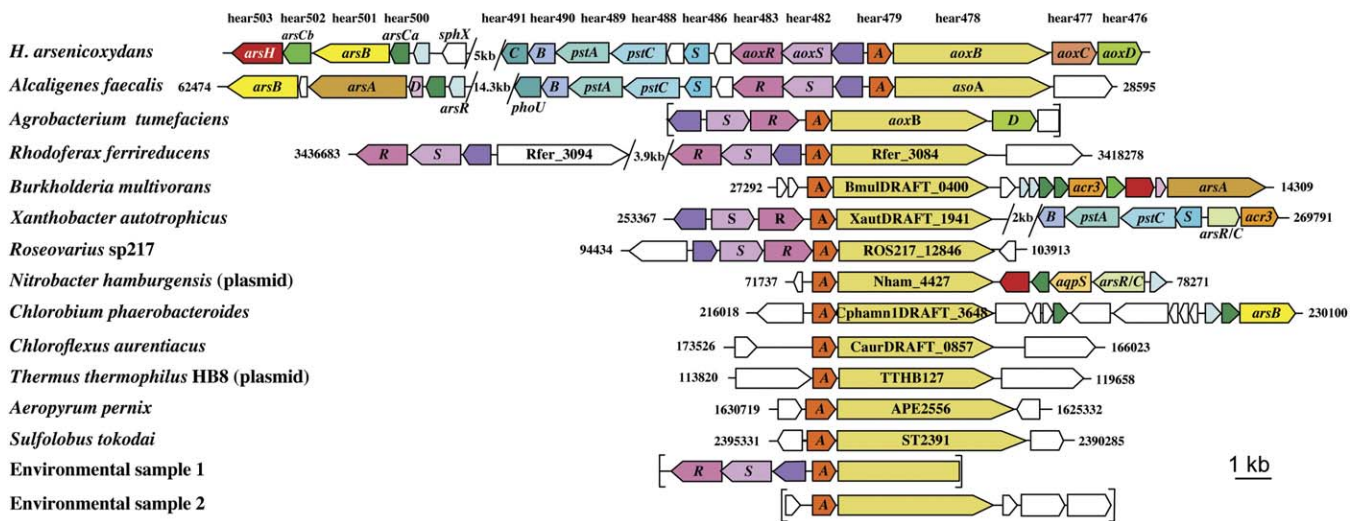 hear503 hear502 hear501 hear500 hear491 hear490 hear489 hear488 hear486 hear483 hear482 hear479 hear478 hear477 hear476
arsCb arsCa sphX
H. arsenicoxydans arsH arsB 5kb C B pstA pstC S aoxR aoxS A aoxB aoxC aoxD
Alcaligenes faecalis 62474 arsB arsA D 14.3kb B pstA pstC S R S A asoA 28595
arsR phoU
Agrobacterium tumefaciens S R A aoxB D
Rhodoferax ferrireducens 3436683 R S Rfer_3094 3.9kb R S A Rfer_3084 3418278
Burkholderia multivorans 27292 A BmulDRAFT_0400 acr3 arsA 14309
Xanthobacter autotrophicus 253367 S R A XautDRAFT_1941 2kb B pstA pstC S acr3 269791
arsR/C
Roseovarius sp217 94434 S R A ROS217_12846 103913
Nitrobacter hamburgensis (plasmid) 71737 A Nham_4427 aqpS arsR/C 78271
Chlorobium phaerobacteroides 216018 A Cphamn1DRAFT_3648 arsB 230100
Chloroflexus aurentiacus 173526 A CaurDRAFT_0857 166023
Thermus thermophilus HB8 (plasmid) 113820 A TTHB127 119658
Aeropyrum pernix 1630719 A APE2556 1625332
Sulfolobus tokodai 2395331 A ST2391 2390285
Environmental sample 1 R S A
1 kb
Environmental sample 2 A